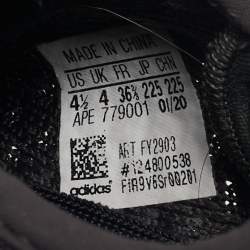 MADE IN CHINA
US UK FR JP CHN
4½ 4 36⅔ 225 225
APE 779001 01/20
ART FY2903
#124800538
adidas